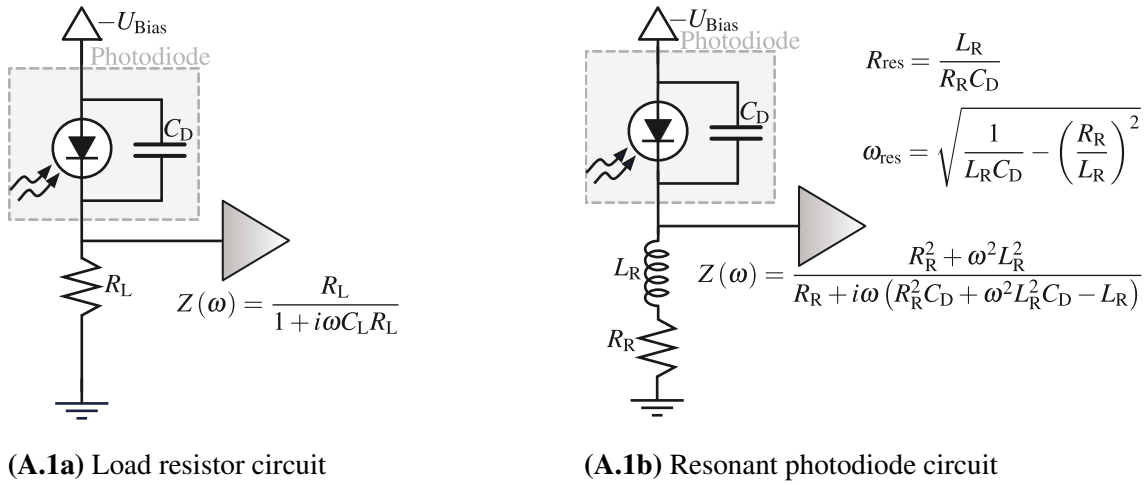 −U_Bias
Photodiode
C_D
R_L
Z(ω) = R_L / (1 + iωC_L R_L)
(A.1a) Load resistor circuit
−U_Bias
Photodiode
C_D
R_res = L_R / (R_R C_D)
ω_res = √(1 / (L_R C_D) − (R_R / L_R)^2)
L_R
Z(ω) = (R_R^2 + ω^2 L_R^2) / (R_R + iω(R_R^2 C_D + ω^2 L_R^2 C_D − L_R))
R_R
(A.1b) Resonant photodiode circuit